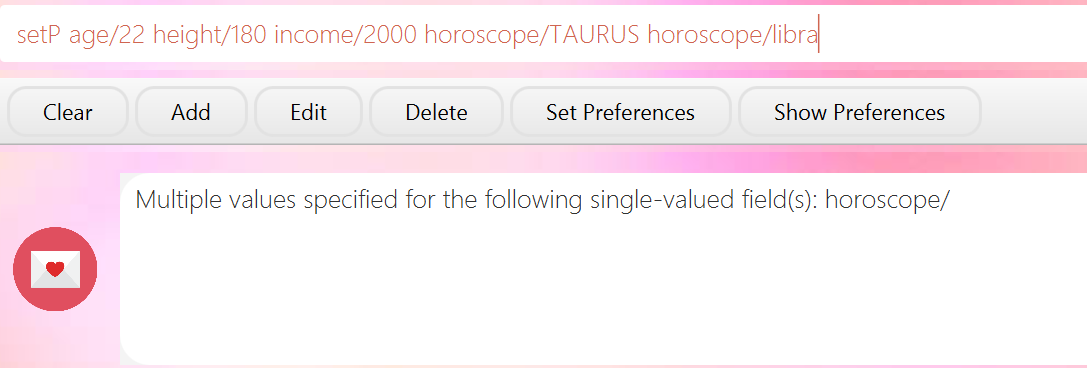 setP age/22 height/180 income/2000 horoscope/TAURUS horoscope/libra
Clear Add Edit Delete Set Preferences Show Preferences
Multiple values specified for the following single-valued field(s): horoscope/